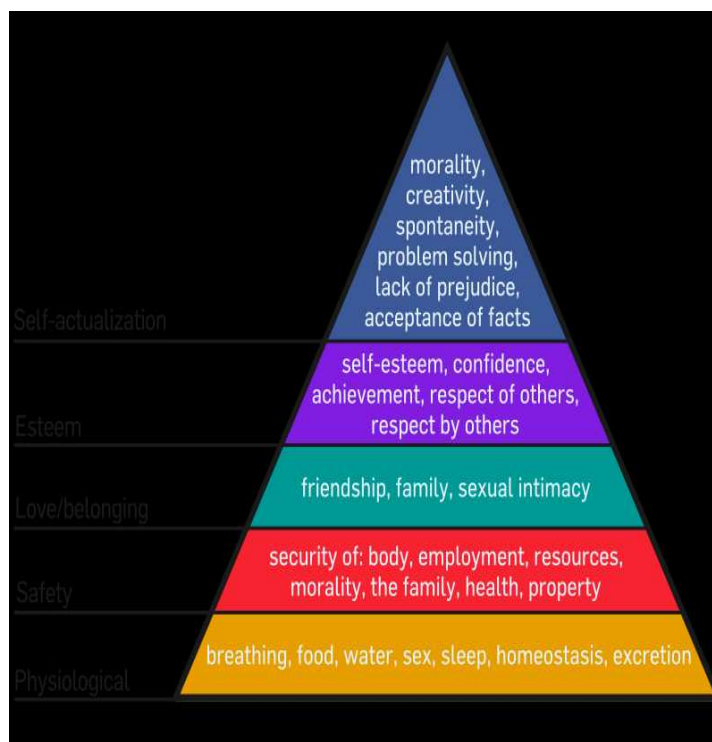 morality,
creativity,
spontaneity,
problem solving,
lack of prejudice,
acceptance of facts
Self-actualization
self-esteem, confidence,
achievement, respect of others,
respect by others
Esteem
friendship, family, sexual intimacy
Love/belonging
security of: body, employment, resources,
morality, the family, health, property
Safety
breathing, food, water, sex, sleep, homeostasis, excretion
Physiological